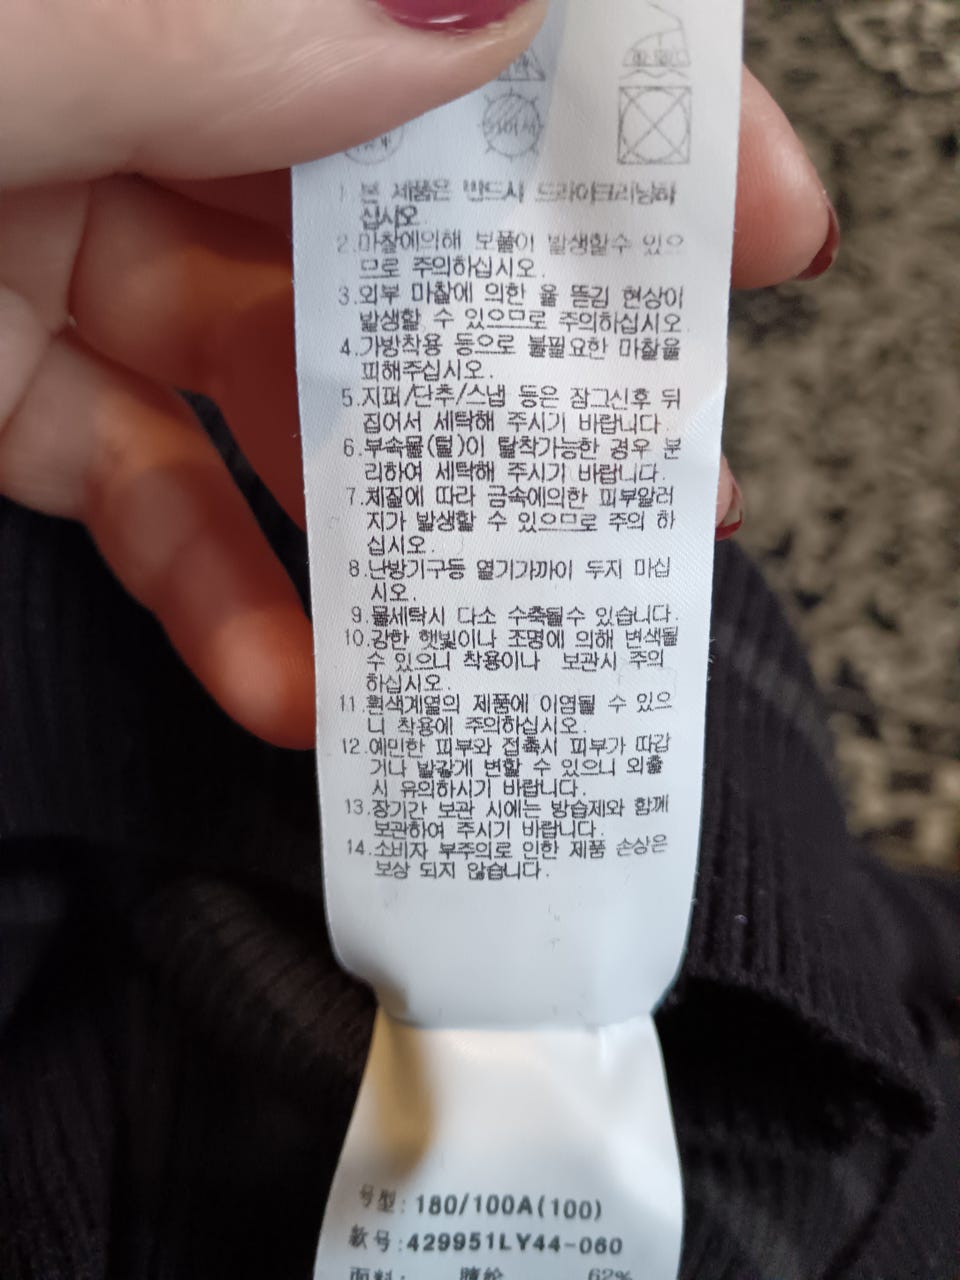 1. 본 제품은 반드시 드라이크리닝하
십시오.
2.마찰에의해 보풀이 발생할수 있으
므로 주의하십시오.
3.외부 마찰에 의한 올 뜯김 현상이
발생할 수 있으므로 주의하십시오
4.가방착용 등으로 불필요한 마찰을
피해주십시오.
5.지퍼/단추/스냅 등은 잠그신후 뒤
집어서 세탁해 주시기 바랍니다.
6.부속물(털)이 탈착가능한 경우 분
리하여 세탁해 주시기 바랍니다.
7.체질에 따라 금속에의한 피부알러
지가 발생할 수 있으므로 주의 하
십시오.
8.난방기구등 열기가까이 두지 마십
시오.
9.물세탁시 다소 수축될수 있습니다.
10.강한 햇빛이나 조명에 의해 변색될
수 있으니 착용이나 보관시 주의
하십시오.
11.흰색계열의 제품에 이염될 수 있으
니 착용에 주의하십시오.
12.예민한 피부와 접촉시 피부가 따갑
거나 발갛게 변할 수 있으니 외출
시 유의하시기 바랍니다.
13.장기간 보관 시에는 방습제와 함께
보관하여 주시기 바랍니다.
14.소비자 부주의로 인한 제품 손상은
보상 되지 않습니다.
号型: 180/100A(100)
款号:429951LY44-060
面料: 腈纶 62%